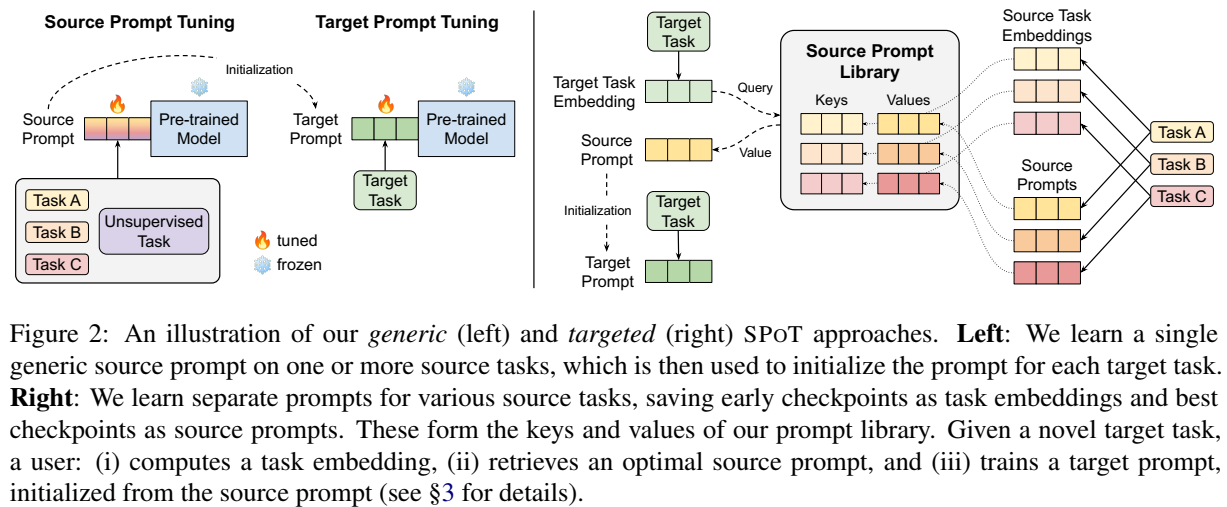 Source Prompt Tuning
Target Prompt Tuning
Initialization
Source
Prompt
Pre-trained
Model
Target
Prompt
Pre-trained
Model
Target
Task
Task A
Task B
Task C
Unsupervised
Task
tuned
frozen
Target
Task
Target Task
Embedding
Query
Source
Prompt
Value
Initialization
Target
Task
Target
Prompt
Source Prompt
Library
Keys
Values
Source Task
Embeddings
Source
Prompts
Task A
Task B
Task C
Figure 2: An illustration of our generic (left) and targeted (right) SPOT approaches. Left: We learn a single
generic source prompt on one or more source tasks, which is then used to initialize the prompt for each target task.
Right: We learn separate prompts for various source tasks, saving early checkpoints as task embeddings and best
checkpoints as source prompts. These form the keys and values of our prompt library. Given a novel target task,
a user: (i) computes a task embedding, (ii) retrieves an optimal source prompt, and (iii) trains a target prompt,
initialized from the source prompt (see §3 for details).